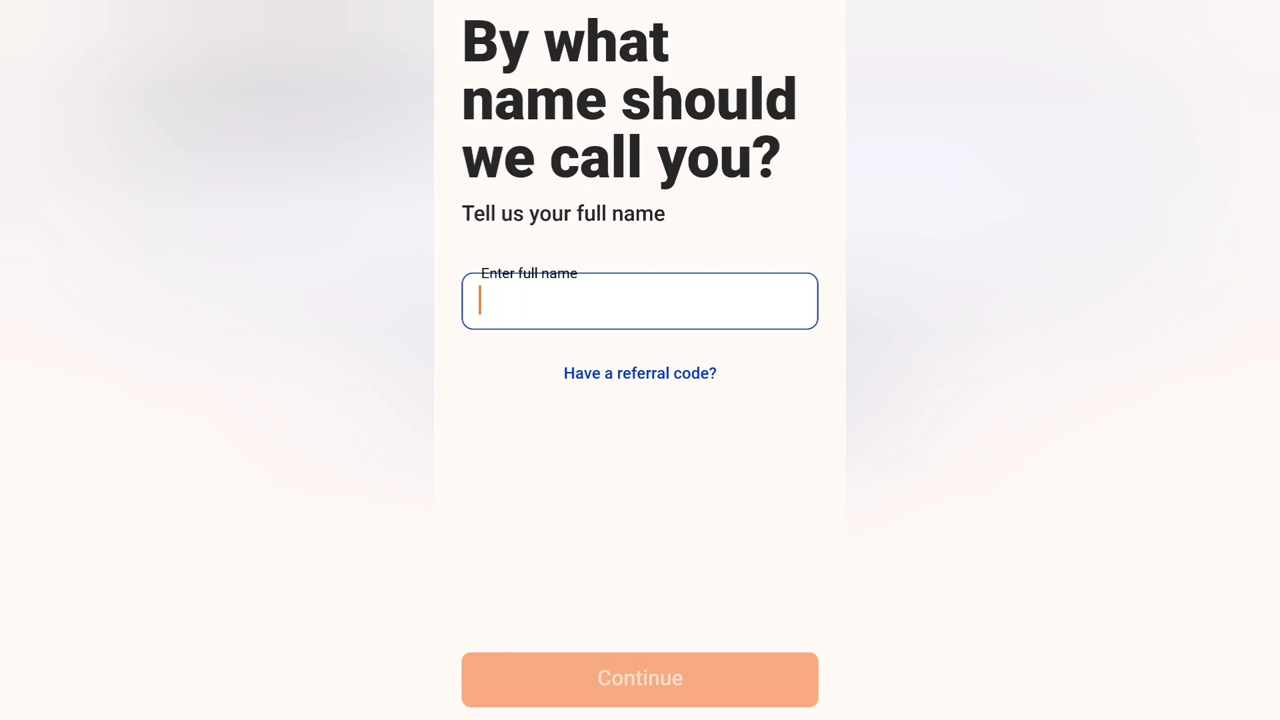 By what
name should
we call you?
Tell us your full name
Enter full name
Have a referral code?
Continue